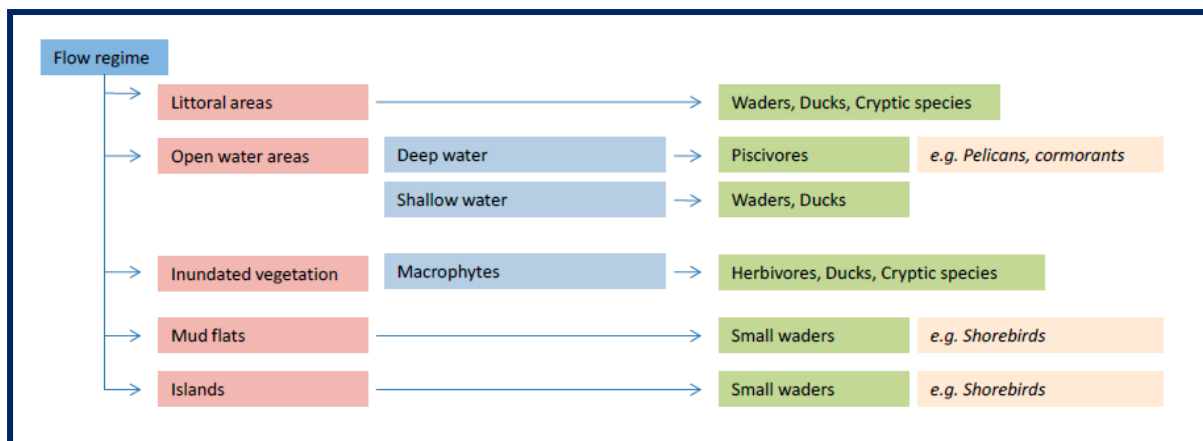 Flow regime
Littoral areas
Waders, Ducks, Cryptic species
Open water areas
Deep water
Piscivores
e.g. Pelicans, cormorants
Shallow water
Waders, Ducks
Inundated vegetation
Macrophytes
Herbivores, Ducks, Cryptic species
Mud flats
Small waders
e.g. Shorebirds
Islands
Small waders
e.g. Shorebirds